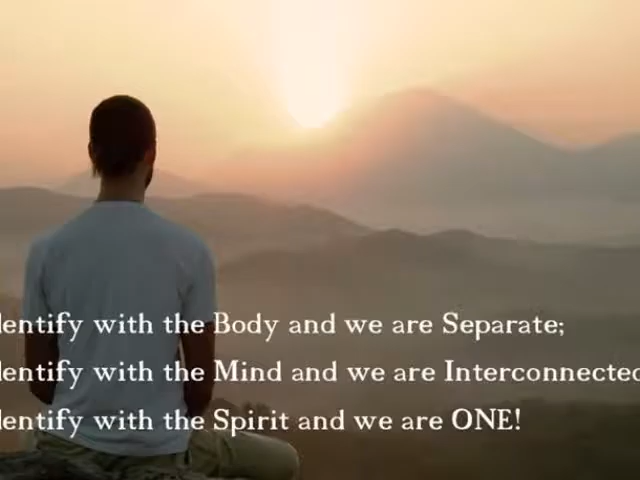 dentify with the Body and we are Separate;
dentify with the Mind and we are Interconnected
dentify with the Spirit and we are ONE!